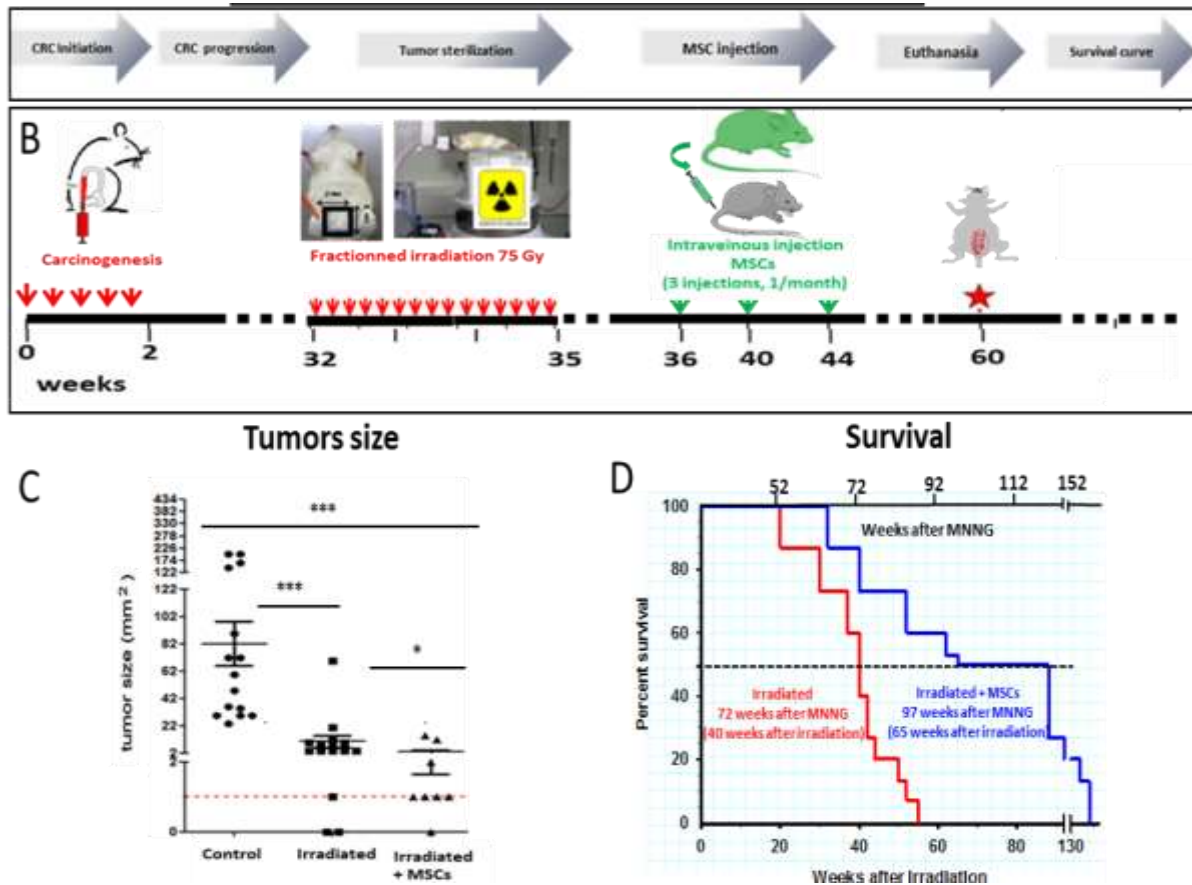 CRC Initiation
CRC progression
Tumor sterilization
MSC injection
Euthanasia
Survival curve
B
Carcinogenesis
Fractionned irradiation 75 Gy
Intraveinous injection
MSCs
(3 injections, 1/month)
0
2
32
35
36
40
44
60
weeks
Tumors size
Survival
C
434
382
330
278
226
174
122
122
102
82
62
42
22
2
2
0
tumor size (mm²)
***
***
*
Control
Irradiated
Irradiated
+ MSCs
D
52
72
92
112
152
Weeks after MNNG
100
80
60
40
20
0
Percent survival
Irradiated
72 weeks after MNNG
(40 weeks after irradiation)
Irradiated + MSCs
97 weeks after MNNG
(65 weeks after irradiation)
0
20
40
60
80
130
Weeks after Irradiation